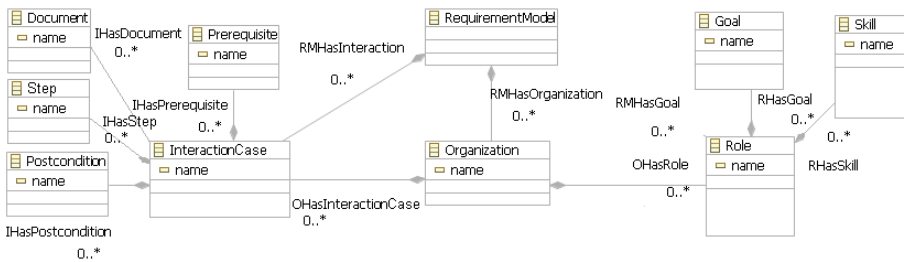 Document
name
IHasDocument
0..*
Prerequisite
name
RequirementModel
Goal
name
Skill
name
RMHasInteraction
0..*
Step
name
IHasPrerequisite
0..*
IHasStep
0..*
RMHasOrganization
0..*
RMHasGoal
0..*
RHasGoal
0..*
0..*
RHasSkill
Postcondition
name
InteractionCase
name
Organization
name
Role
name
OHasRole
0..*
OHasInteractionCase
0..*
IHasPostcondition
0..*